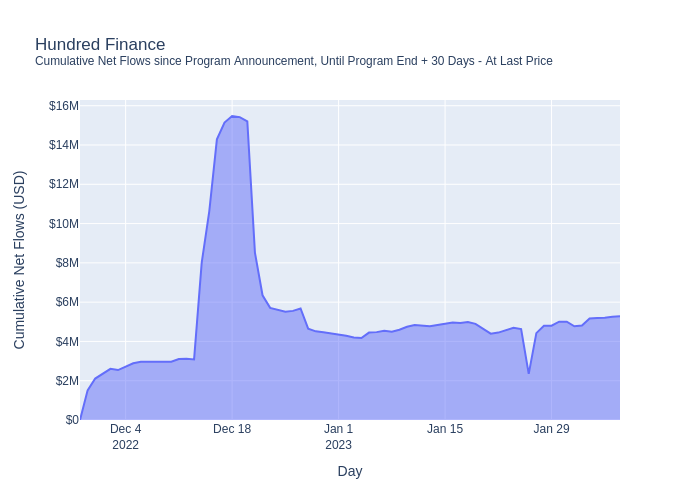 Hundred Finance
Cumulative Net Flows since Program Announcement, Until Program End + 30 Days - At Last Price
Cumulative Net Flows (USD)
$16M
$14M
$12M
$10M
$8M
$6M
$4M
$2M
$0
Dec 4 Dec 18 Jan 1 Jan 15 Jan 29
2022 2023
Day